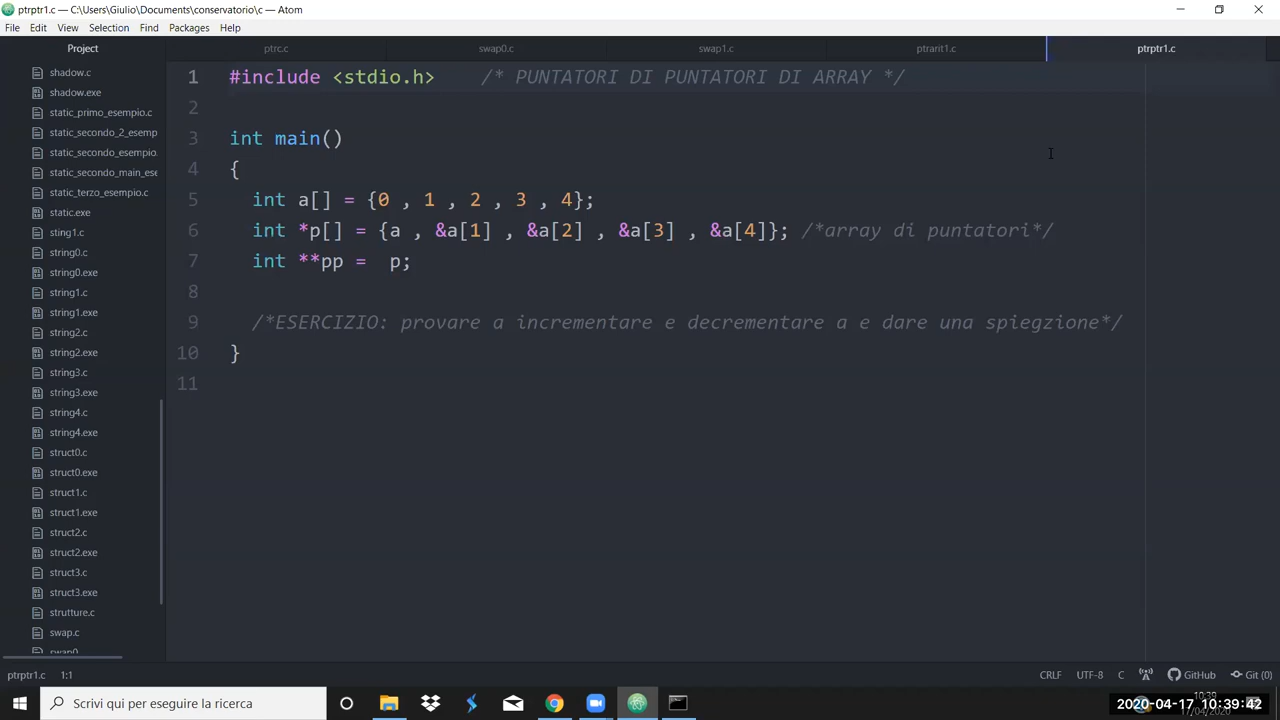 ptrptr1.c — C:\Users\Giulio\Documents\conservatorio\c — Atom
File Edit View Selection Find Packages Help
Project
ptrc.c swap0.c swap1.c ptrarit1.c ptrptr1.c
shadow.c
shadow.exe
static_primo_esempio.c
static_secondo_2_esemp
static_secondo_esempio.
static_secondo_main_ese
static_terzo_esempio.c
static.exe
sting1.c
string0.c
string0.exe
string1.c
string1.exe
string2.c
string2.exe
string3.c
string3.exe
string4.c
string4.exe
struct0.c
struct0.exe
struct1.c
struct1.exe
struct2.c
struct2.exe
struct3.c
struct3.exe
strutture.c
swap.c
swap0
1 #include <stdio.h> /* PUNTATORI DI PUNTATORI DI ARRAY */
2
3 int main()
4 {
5 int a[] = {0 , 1 , 2 , 3 , 4};
6 int *p[] = {a , &a[1] , &a[2] , &a[3] , &a[4]}; /*array di puntatori*/
7 int **pp = p;
8
9 /*ESERCIZIO: provare a incrementare e decrementare a e dare una spiegzione*/
10 }
11
ptrptr1.c 1:1
CRLF UTF-8 C GitHub Git (0)
Scrivi qui per eseguire la ricerca
10:39
17/04/2020
2020-04-17 10:39:42